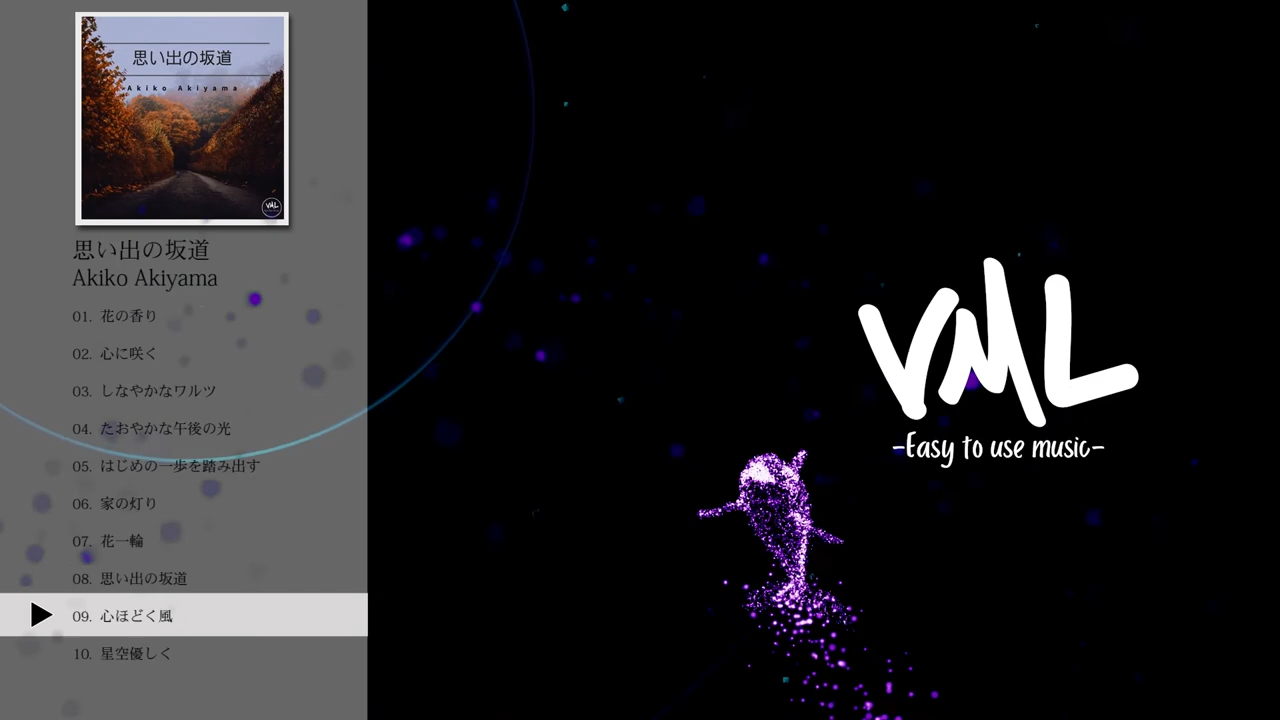 思い出の坂道
Akiko Akiyama
VML
思い出の坂道
Akiko Akiyama
01. 花の香り
02. 心に咲く
03. しなやかなワルツ
04. たおやかな午後の光
05. はじめの一歩を踏み出す
06. 家の灯り
07. 花一輪
08. 思い出の坂道
09. 心ほどく風
10. 星空優しく
VML
-Easy to use music-